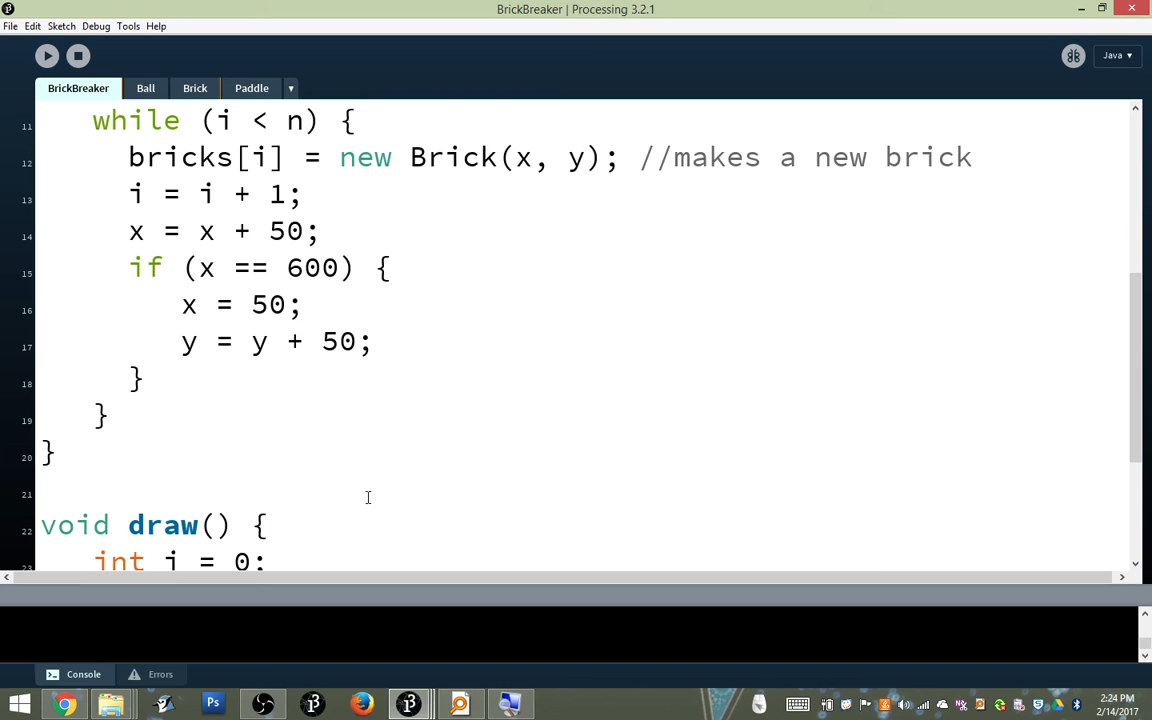 BrickBreaker | Processing 3.2.1
File Edit Sketch Debug Tools Help
Java ▾
BrickBreaker Ball Brick Paddle ▾
11 while (i < n) {
12 bricks[i] = new Brick(x, y); //makes a new brick
13 i = i + 1;
14 x = x + 50;
15 if (x == 600) {
16 x = 50;
17 y = y + 50;
18 }
19 }
20 }
21
22 void draw() {
23 int i = 0;
Console Errors
Ps
2:24 PM
2/14/2017